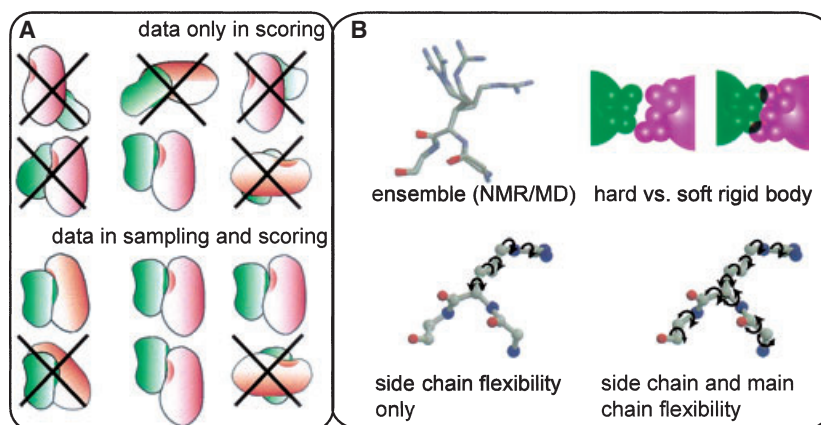 A
data only in scoring
data in sampling and scoring
B
ensemble (NMR/MD)
hard vs. soft rigid body
side chain flexibility
only
side chain and main
chain flexibility